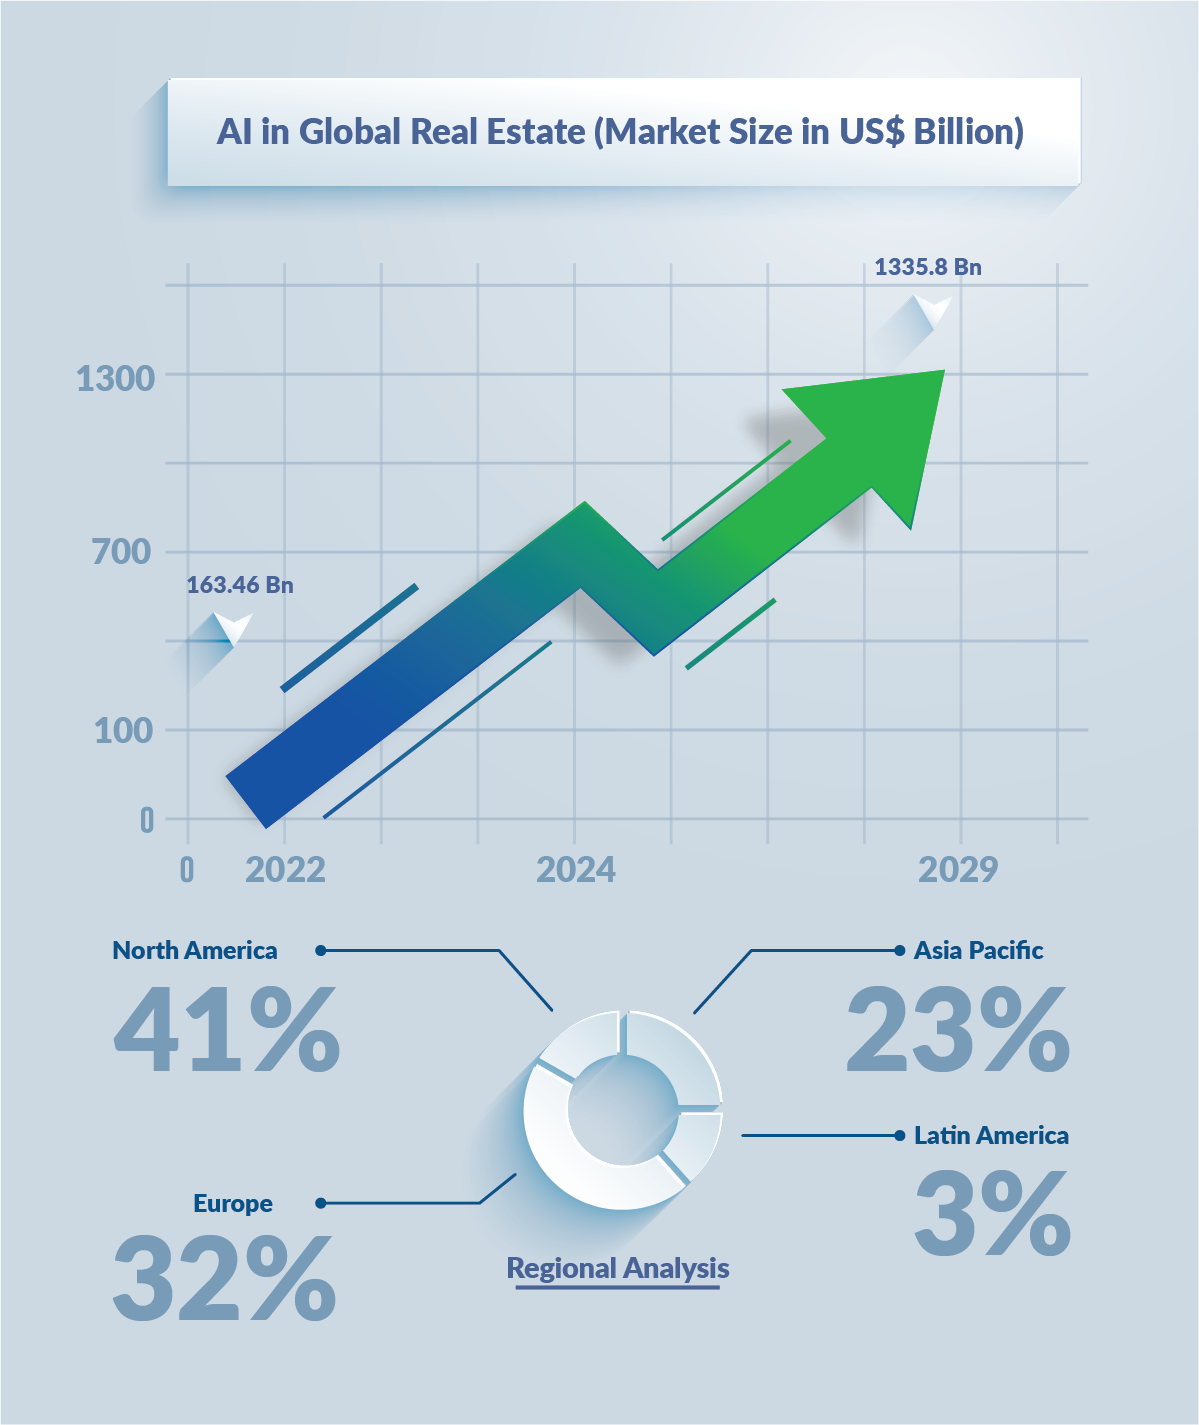 AI in Global Real Estate (Market Size in US$ Billion)
1335.8 Bn
1300
700
163.46 Bn
100
0
0 2022 2024 2029
North America
41%
Asia Pacific
23%
Latin America
3%
Europe
32%
Regional Analysis